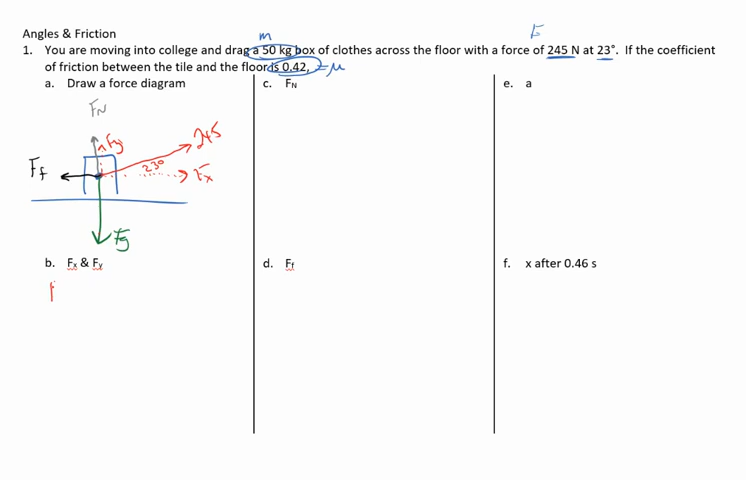 Angles & Friction
m
F
1. You are moving into college and drag a 50 kg box of clothes across the floor with a force of 245 N at 23°. If the coefficient
of friction between the tile and the floor is 0.42, = μ
a. Draw a force diagram
c. FN
e. a
FN
Fy
245
Ff
23°
Fx
Fg
b. Fx & Fy
d. Ff
f. x after 0.46 s